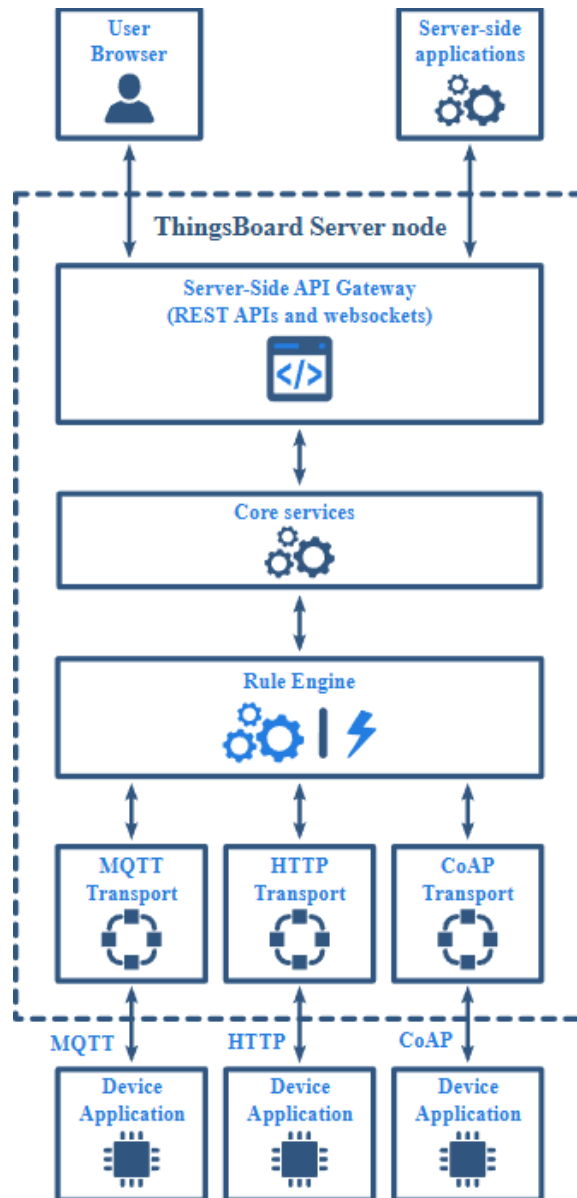 User
Browser
Server-side
applications
ThingsBoard Server node
Server-Side API Gateway
(REST APIs and websockets)
</>
Core services
Rule Engine
MQTT
Transport
HTTP
Transport
CoAP
Transport
MQTT
HTTP
CoAP
Device
Application
Device
Application
Device
Application